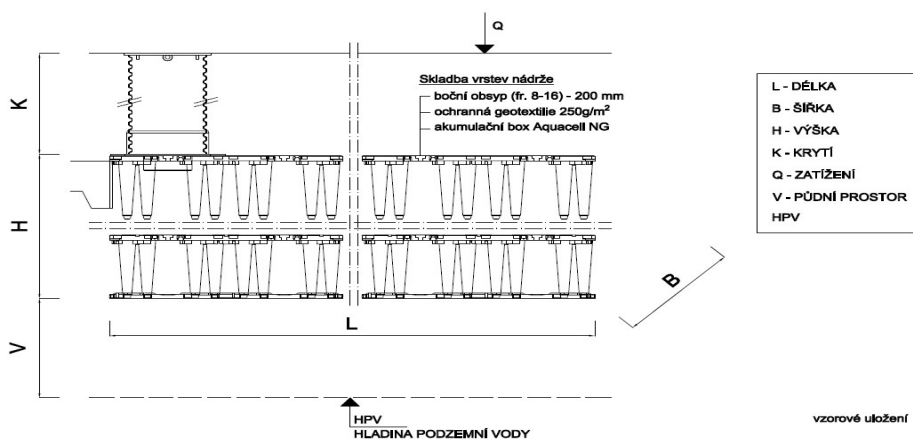 Q
Skladba vrstev nádrže
boční obsyp (fr. 8-16) - 200 mm
ochranná geotextilie 250g/m²
akumulační box Aquacell NG
K
H
V
L
B
L - DÉLKA
B - ŠÍŘKA
H - VÝŠKA
K - KRYTÍ
Q - ZATÍŽENÍ
V - PŮDNÍ PROSTOR
HPV
HPV
HLADINA PODZEMNÍ VODY
vzorové uložení